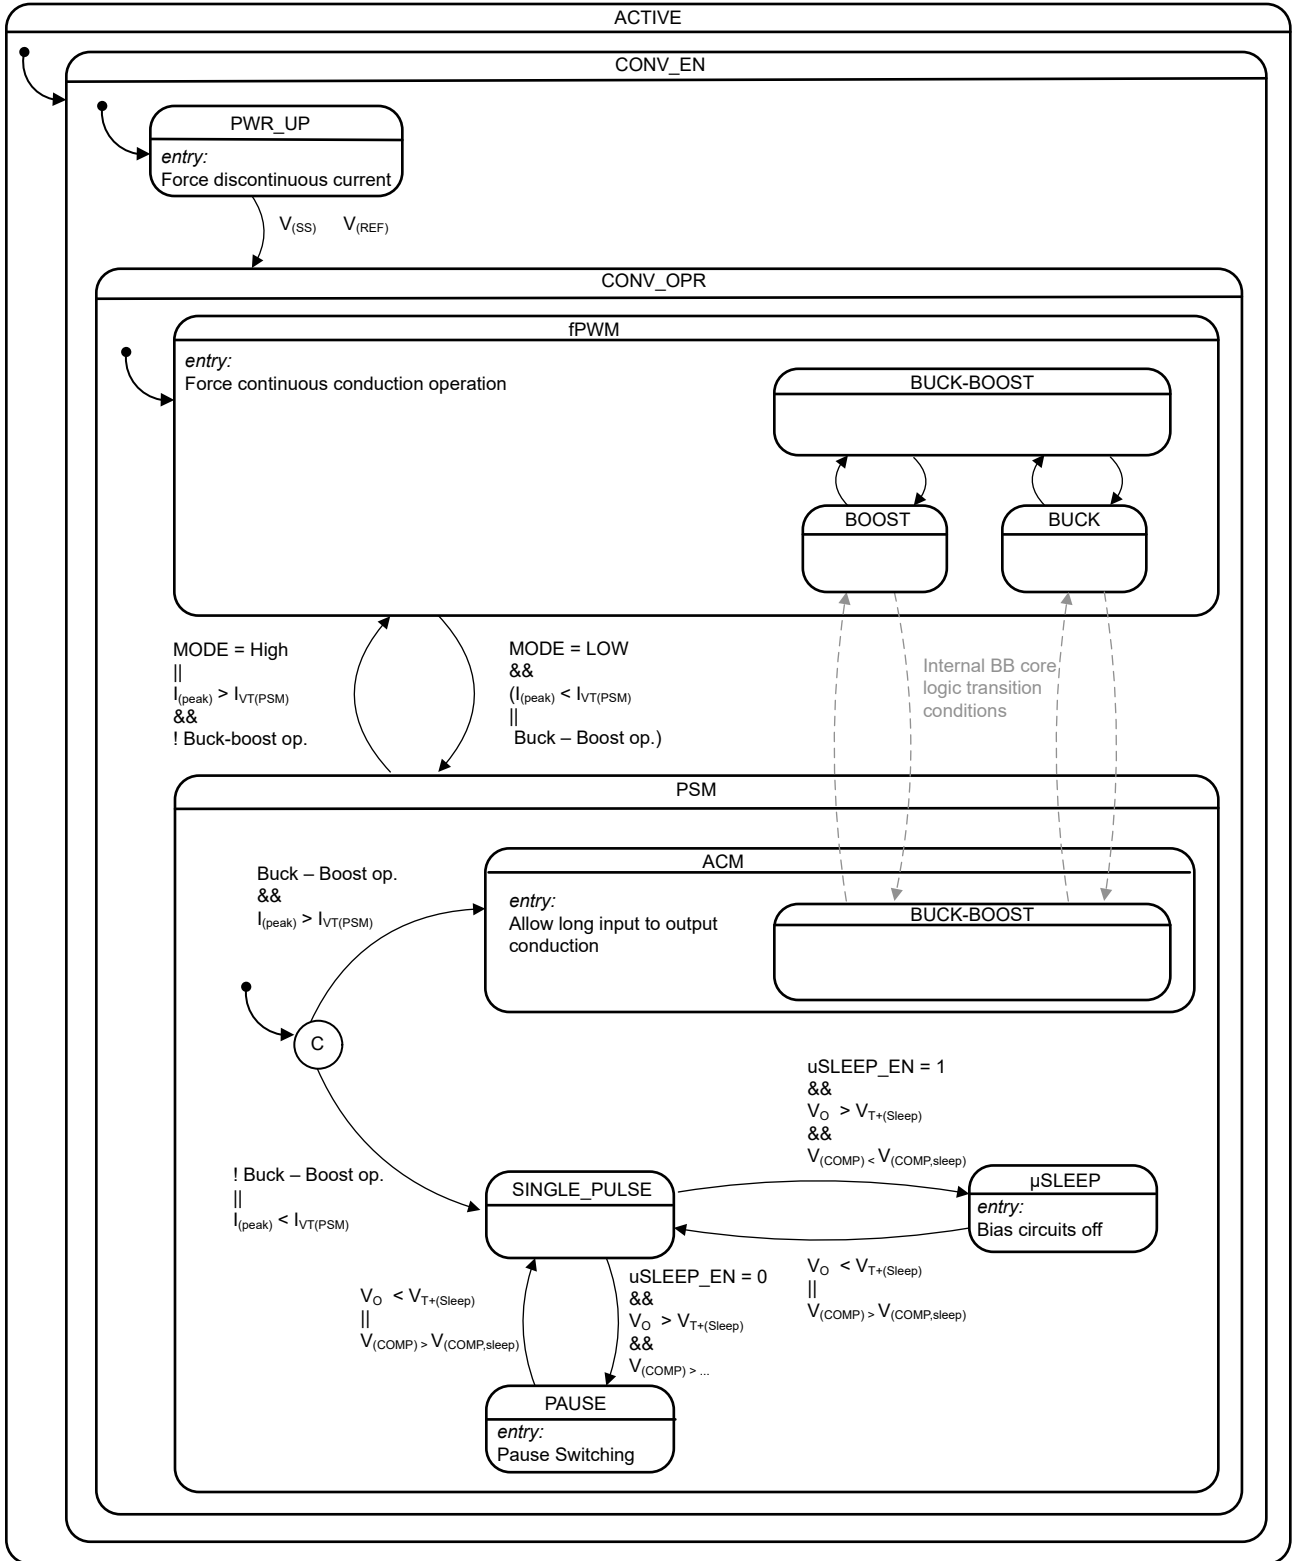 ACTIVE
CONV_EN
PWR_UP
entry:
Force discontinuous current
V(SS) V(REF)
CONV_OPR
fPWM
entry:
Force continuous conduction operation
BUCK-BOOST
BOOST
BUCK
MODE = High
||
I(peak) > IVT(PSM)
&&
! Buck-boost op.
MODE = LOW
&&
(I(peak) < IVT(PSM)
||
Buck – Boost op.)
Internal BB core
logic transition
conditions
PSM
Buck – Boost op.
&&
I(peak) > IVT(PSM)
ACM
entry:
Allow long input to output
conduction
BUCK-BOOST
C
! Buck – Boost op.
||
I(peak) < IVT(PSM)
uSLEEP_EN = 1
&&
VO > VT+(Sleep)
&&
V(COMP) < V(COMP,sleep)
SINGLE_PULSE
µSLEEP
entry:
Bias circuits off
VO < VT+(Sleep)
||
V(COMP) > V(COMP,sleep)
uSLEEP_EN = 0
&&
VO > VT+(Sleep)
&&
V(COMP) > ...
VO < VT+(Sleep)
||
V(COMP) > V(COMP,sleep)
PAUSE
entry:
Pause Switching